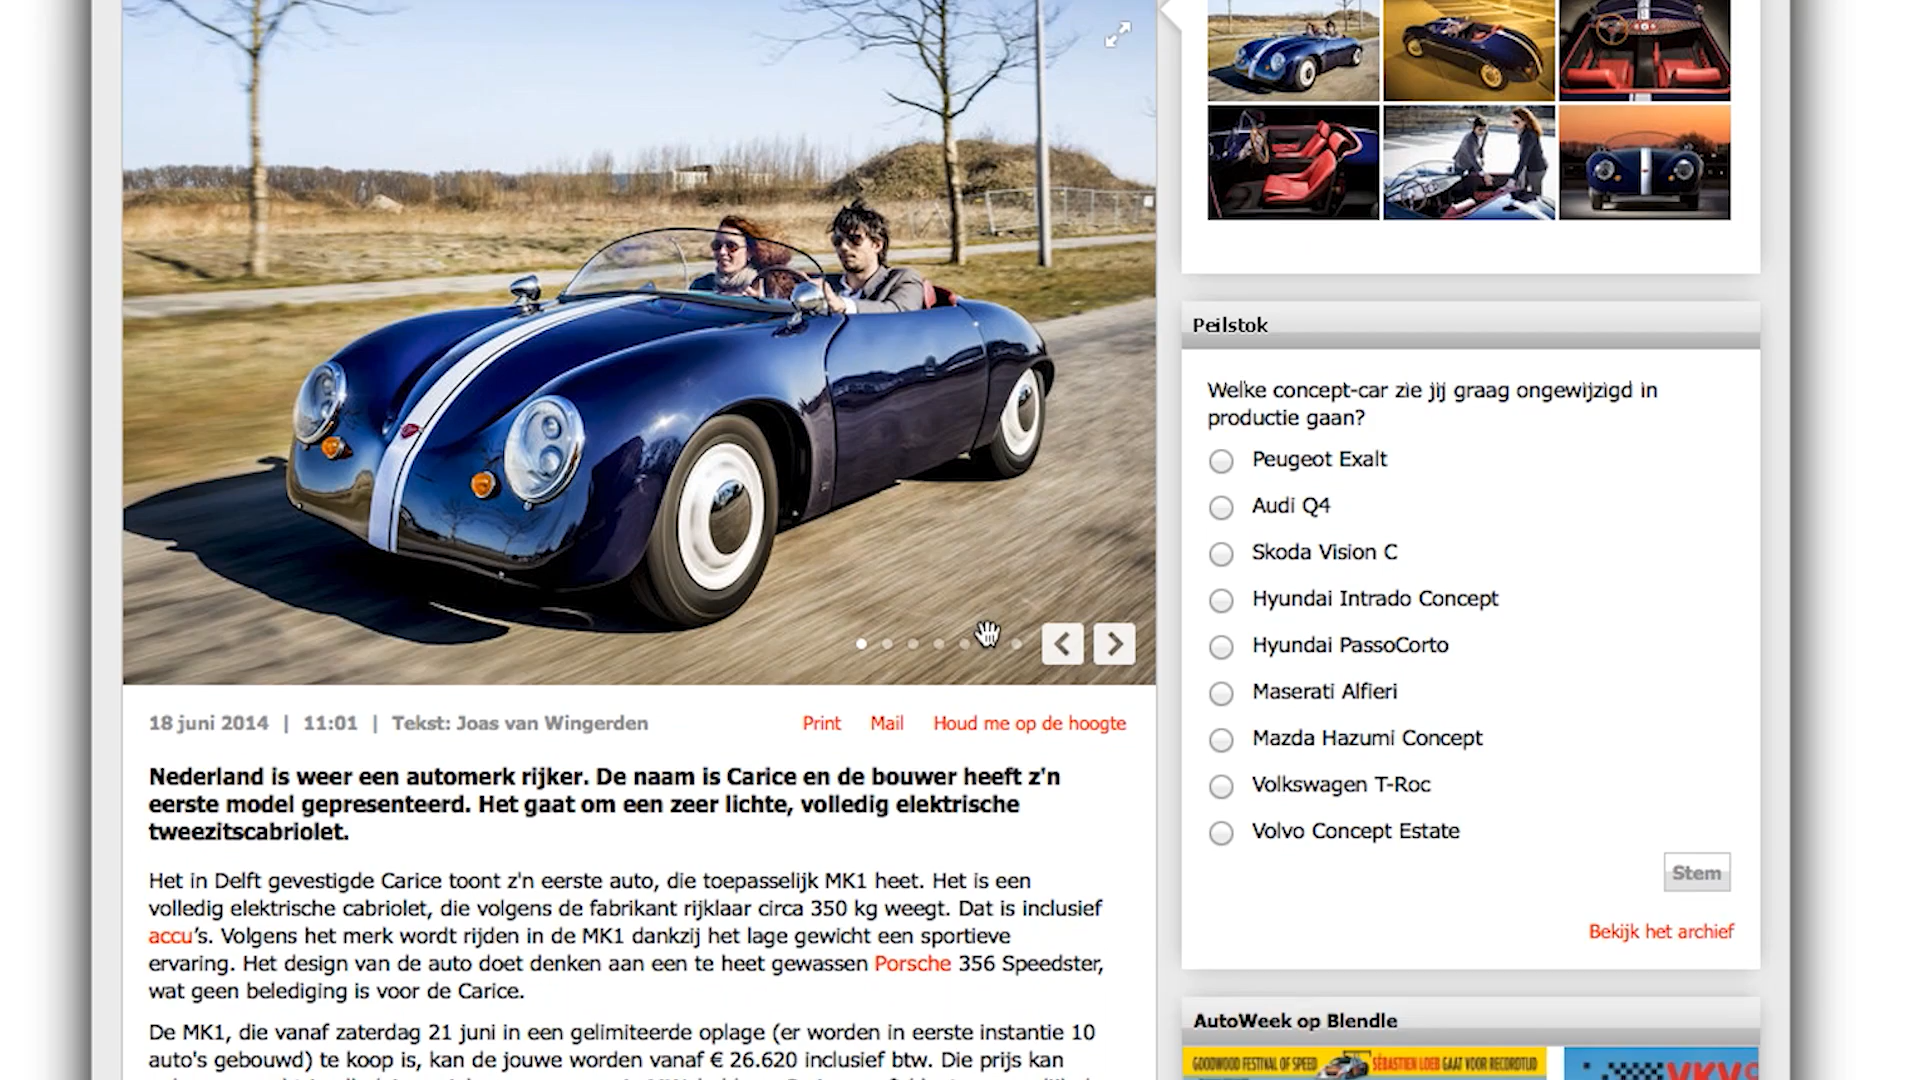 18 juni 2014 | 11:01 | Tekst: Joas van Wingerden
Print Mail Houd me op de hoogte
Nederland is weer een automerk rijker. De naam is Carice en de bouwer heeft z'n
eerste model gepresenteerd. Het gaat om een zeer lichte, volledig elektrische
tweezitscabriolet.
Het in Delft gevestigde Carice toont z'n eerste auto, die toepasselijk MK1 heet. Het is een
volledig elektrische cabriolet, die volgens de fabrikant rijklaar circa 350 kg weegt. Dat is inclusief
accu's. Volgens het merk wordt rijden in de MK1 dankzij het lage gewicht een sportieve
ervaring. Het design van de auto doet denken aan een te heet gewassen Porsche 356 Speedster,
wat geen belediging is voor de Carice.
De MK1, die vanaf zaterdag 21 juni in een gelimiteerde oplage (er worden in eerste instantie 10
auto's gebouwd) te koop is, kan de jouwe worden vanaf € 26.620 inclusief btw. Die prijs kan
Peilstok
Welke concept-car zie jij graag ongewijzigd in
productie gaan?
Peugeot Exalt
Audi Q4
Skoda Vision C
Hyundai Intrado Concept
Hyundai PassoCorto
Maserati Alfieri
Mazda Hazumi Concept
Volkswagen T-Roc
Volvo Concept Estate
Stem
Bekijk het archief
AutoWeek op Blendle
GOODWOOD FESTIVAL OF SPEED SÉBASTIEN LOEB GAAT VOOR RECORDTIJD